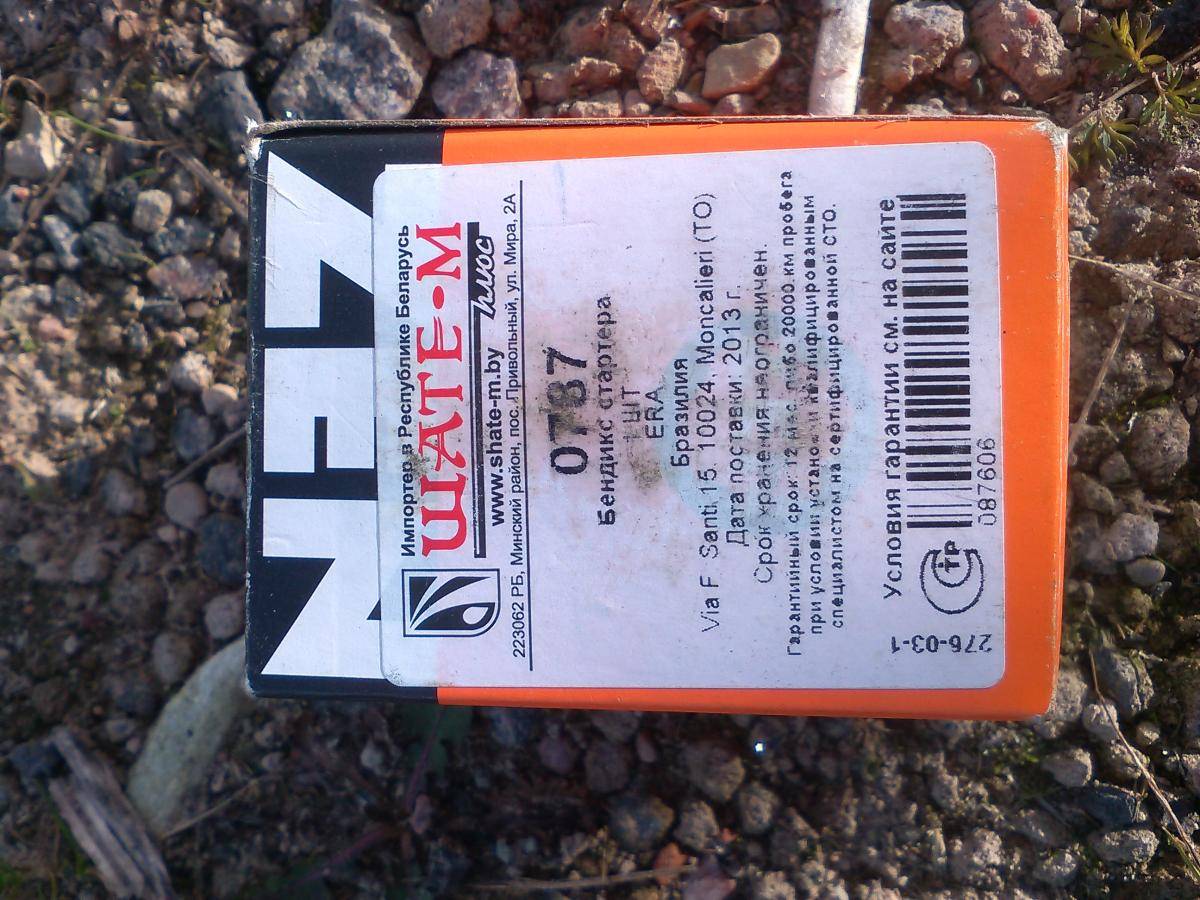 Импортер в Республике Беларусь
ШАТЕ-М
плюс
www.shate-m.by
223062 РБ, Минский район, пос. Привольный, ул. Мира, 2А
0787
Бендикс стартера
1 ШТ
ERA
Бразилия
Via F Santi,15. 10024. Moncalieri (TO)
Дата поставки: 2013 г.
Срок хранения неограничен.
Гарантийный срок: 12 мес. либо 20000 км пробега
при условии установки квалифицированным
специалистом на сертифицированной СТО.
Условия гарантии см. на сайте
087606
276-03-1